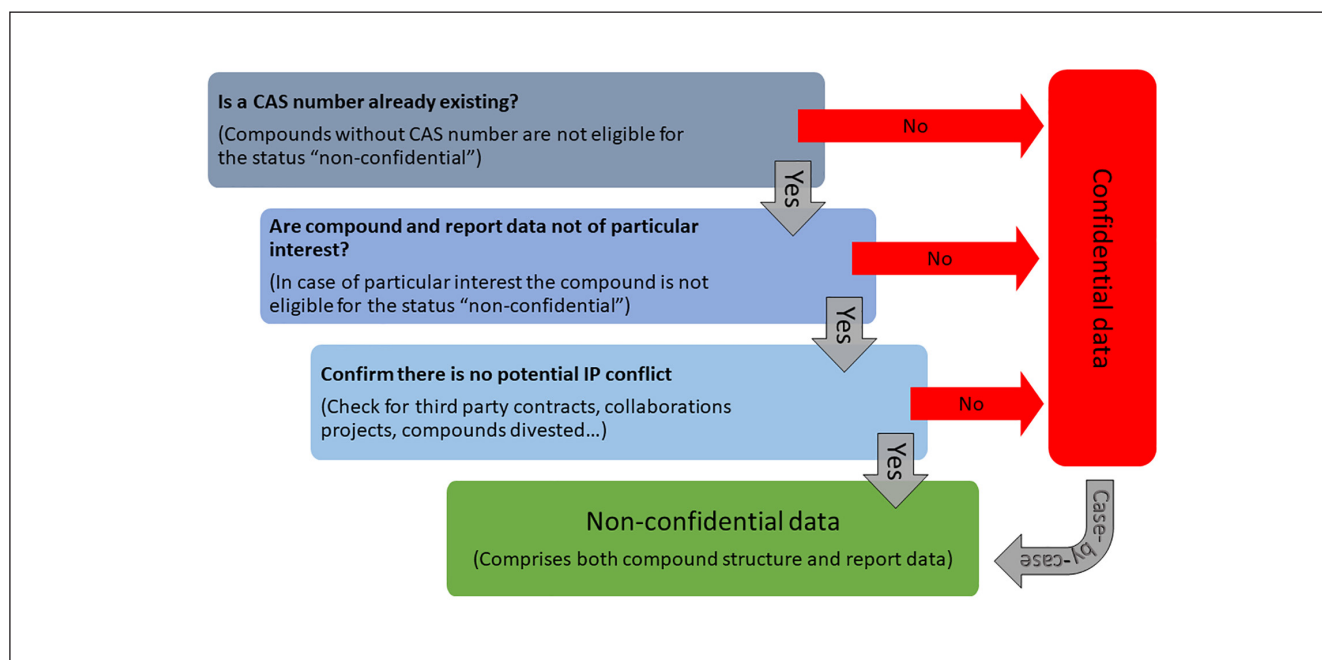 Is a CAS number already existing?
(Compounds without CAS number are not eligible for
the status “non-confidential”)
No
Yes
Are compound and report data not of particular
interest?
(In case of particular interest the compound is not
eligible for the status “non-confidential”)
No
Yes
Confirm there is no potential IP conflict
(Check for third party contracts, collaborations
projects, compounds divested…)
No
Yes
Confidential data
Non-confidential data
(Comprises both compound structure and report data)
Case-by-case